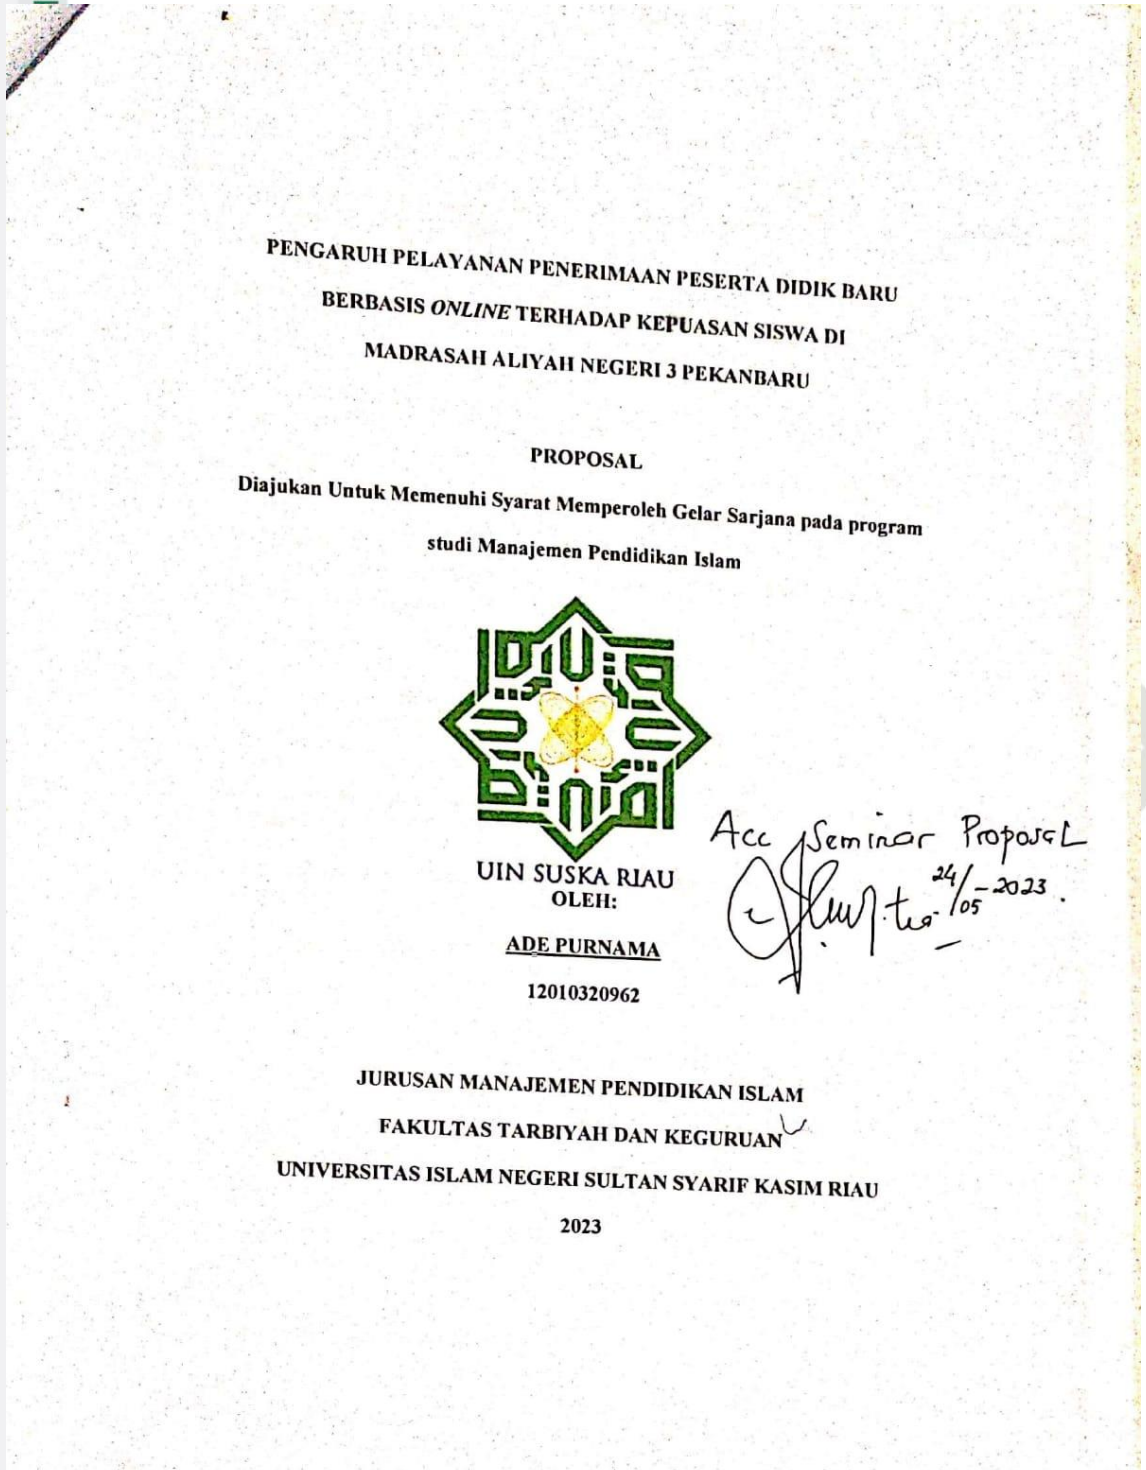 PENGARUH PELAYANAN PENERIMAAN PESERTA DIDIK BARU
BERBASIS ONLINE TERHADAP KEPUASAN SISWA DI
MADRASAH ALIYAH NEGERI 3 PEKANBARU
PROPOSAL
Diajukan Untuk Memenuhi Syarat Memperoleh Gelar Sarjana pada program
studi Manajemen Pendidikan Islam
UIN SUSKA RIAU
OLEH:
Acc Seminar Proposal
24/05-2023.
ADE PURNAMA
12010320962
JURUSAN MANAJEMEN PENDIDIKAN ISLAM
FAKULTAS TARBIYAH DAN KEGURUAN
UNIVERSITAS ISLAM NEGERI SULTAN SYARIF KASIM RIAU
2023